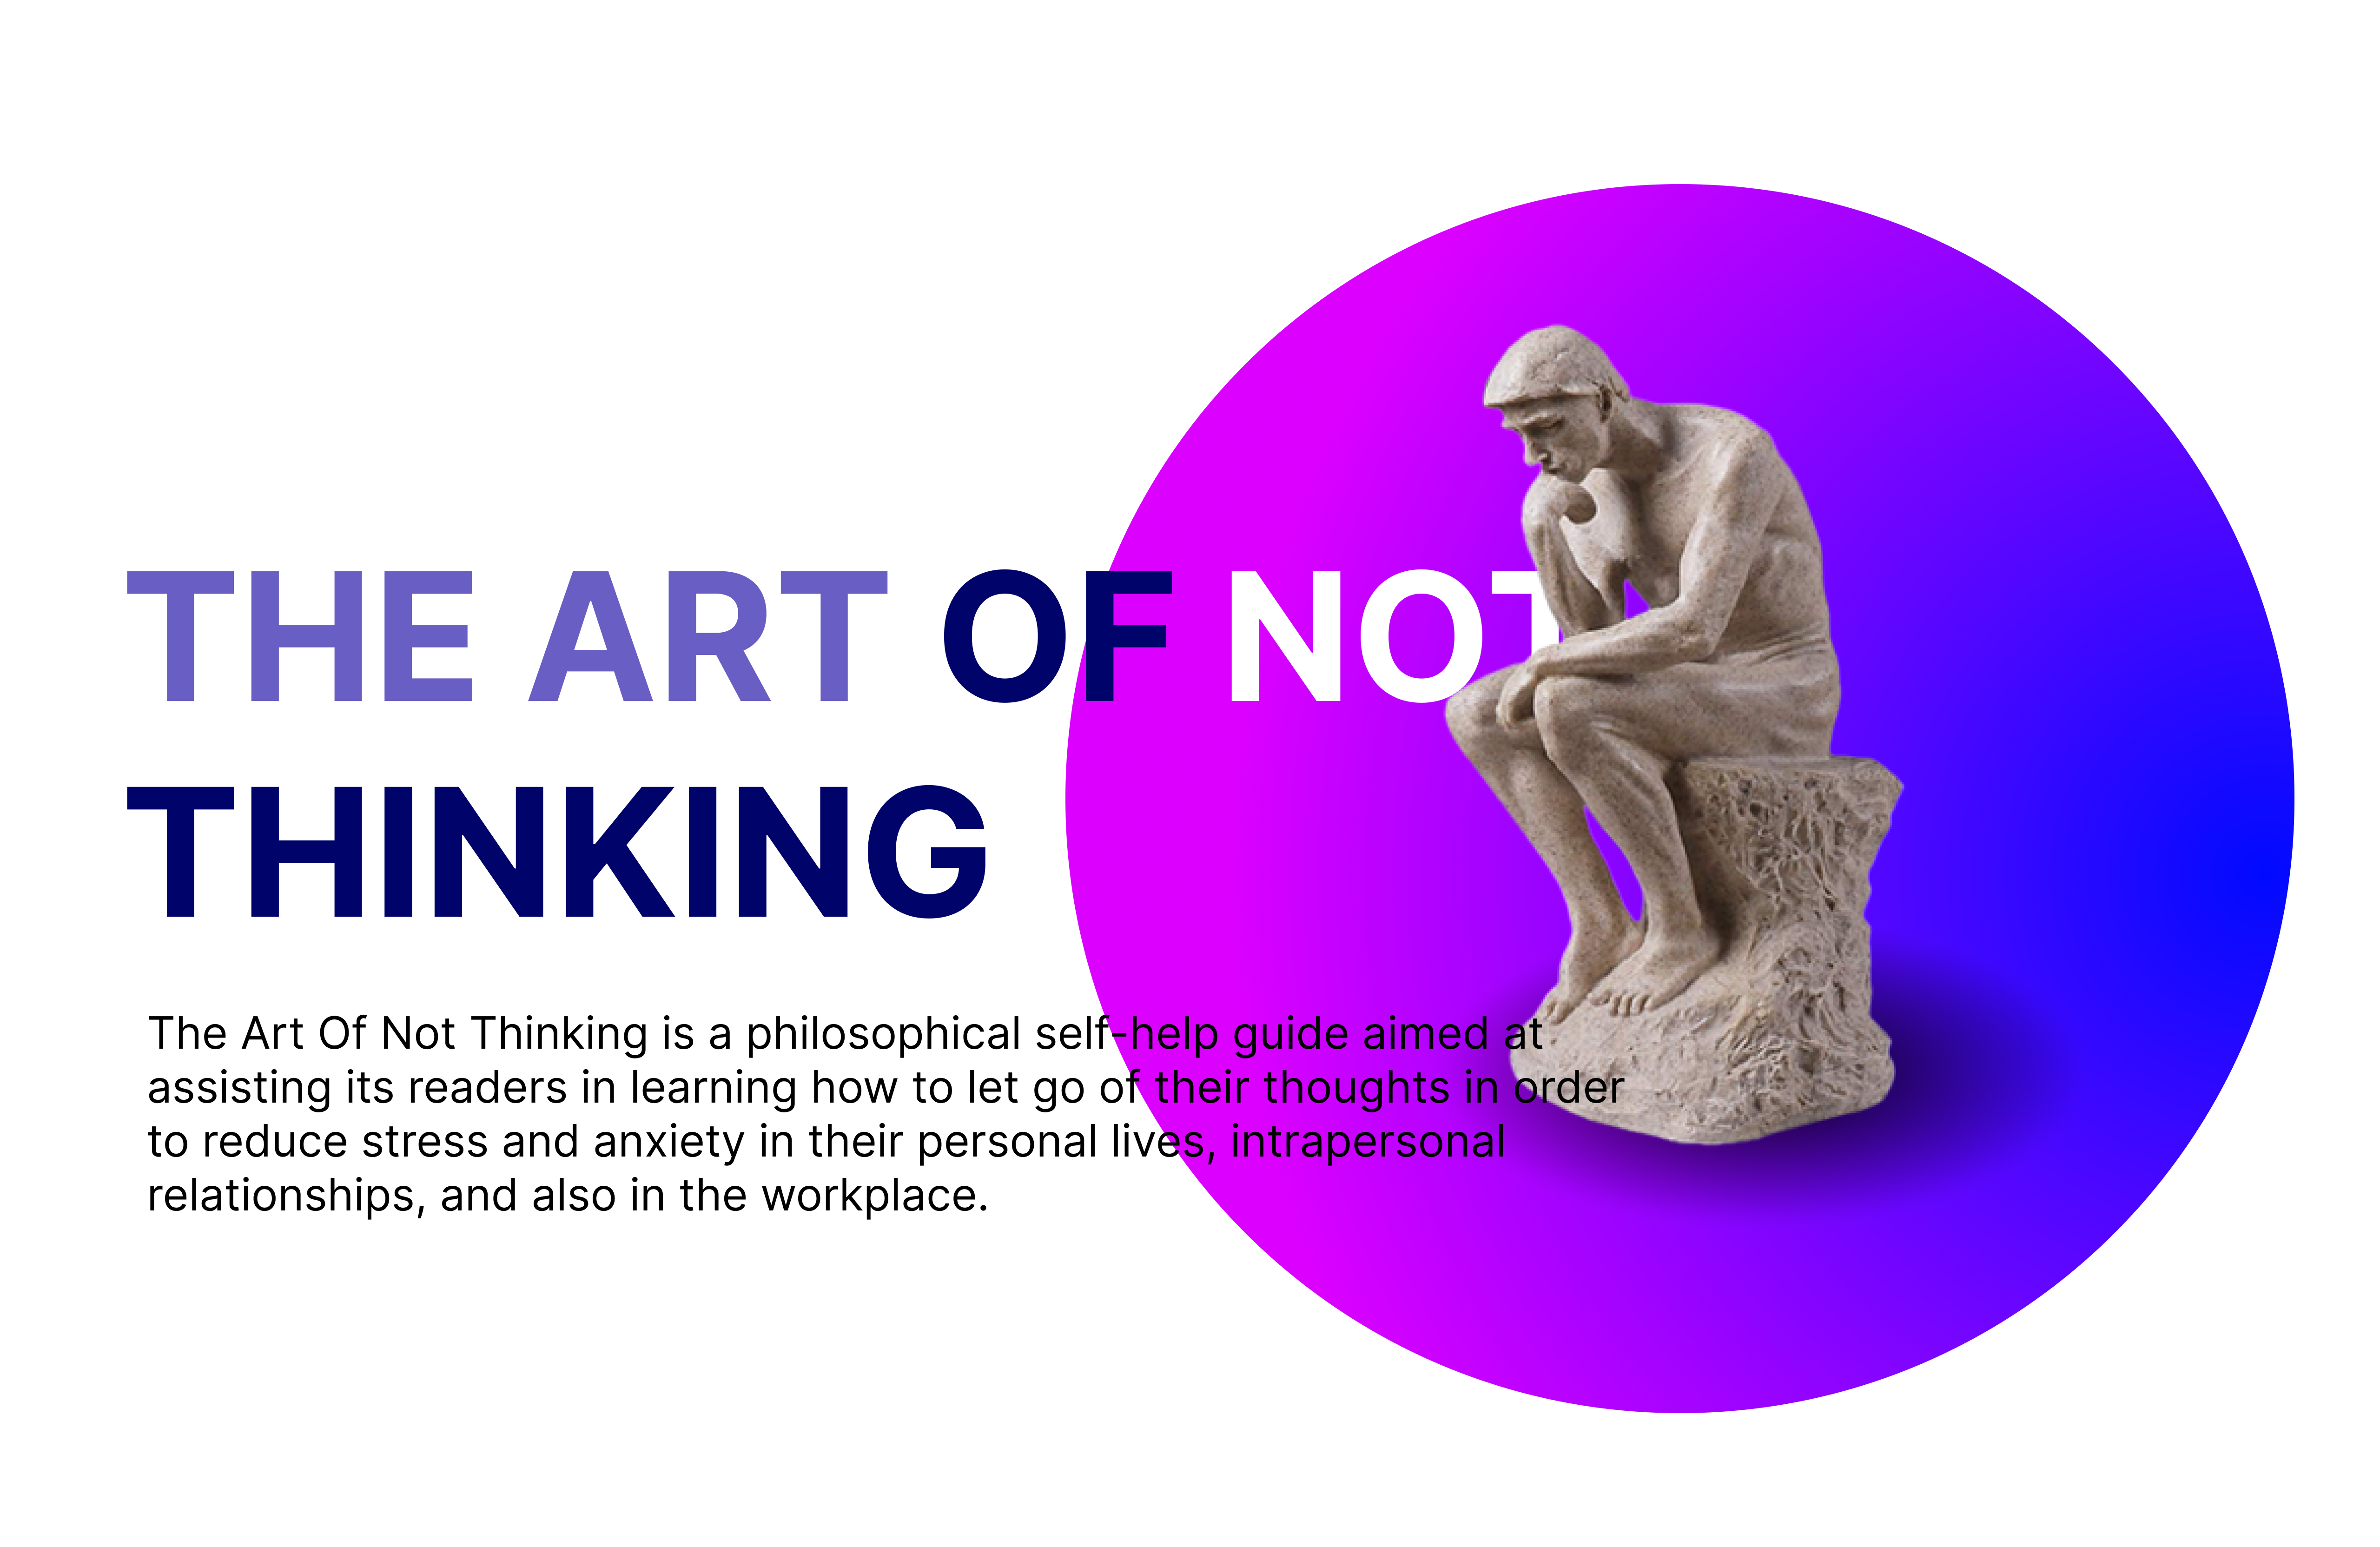 THE ART OF NOT
THINKING
The Art Of Not Thinking is a philosophical self-help guide aimed at
assisting its readers in learning how to let go of their thoughts in order
to reduce stress and anxiety in their personal lives, intrapersonal
relationships, and also in the workplace.